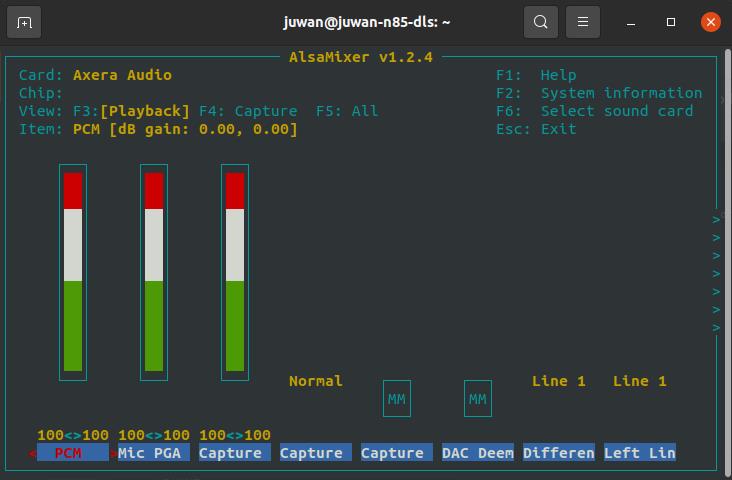 juwan@juwan-n85-dls: ~
AlsaMixer v1.2.4
Card: Axera Audio F1: Help
Chip: F2: System information
View: F3:[Playback] F4: Capture F5: All F6: Select sound card
Item: PCM [dB gain: 0.00, 0.00] Esc: Exit
>
>
>
>
>
>
>
Normal Line 1 Line 1
MM MM
100<>100 100<>100 100<>100
< PCM >Mic PGA Capture Capture Capture DAC Deem Differen Left Lin